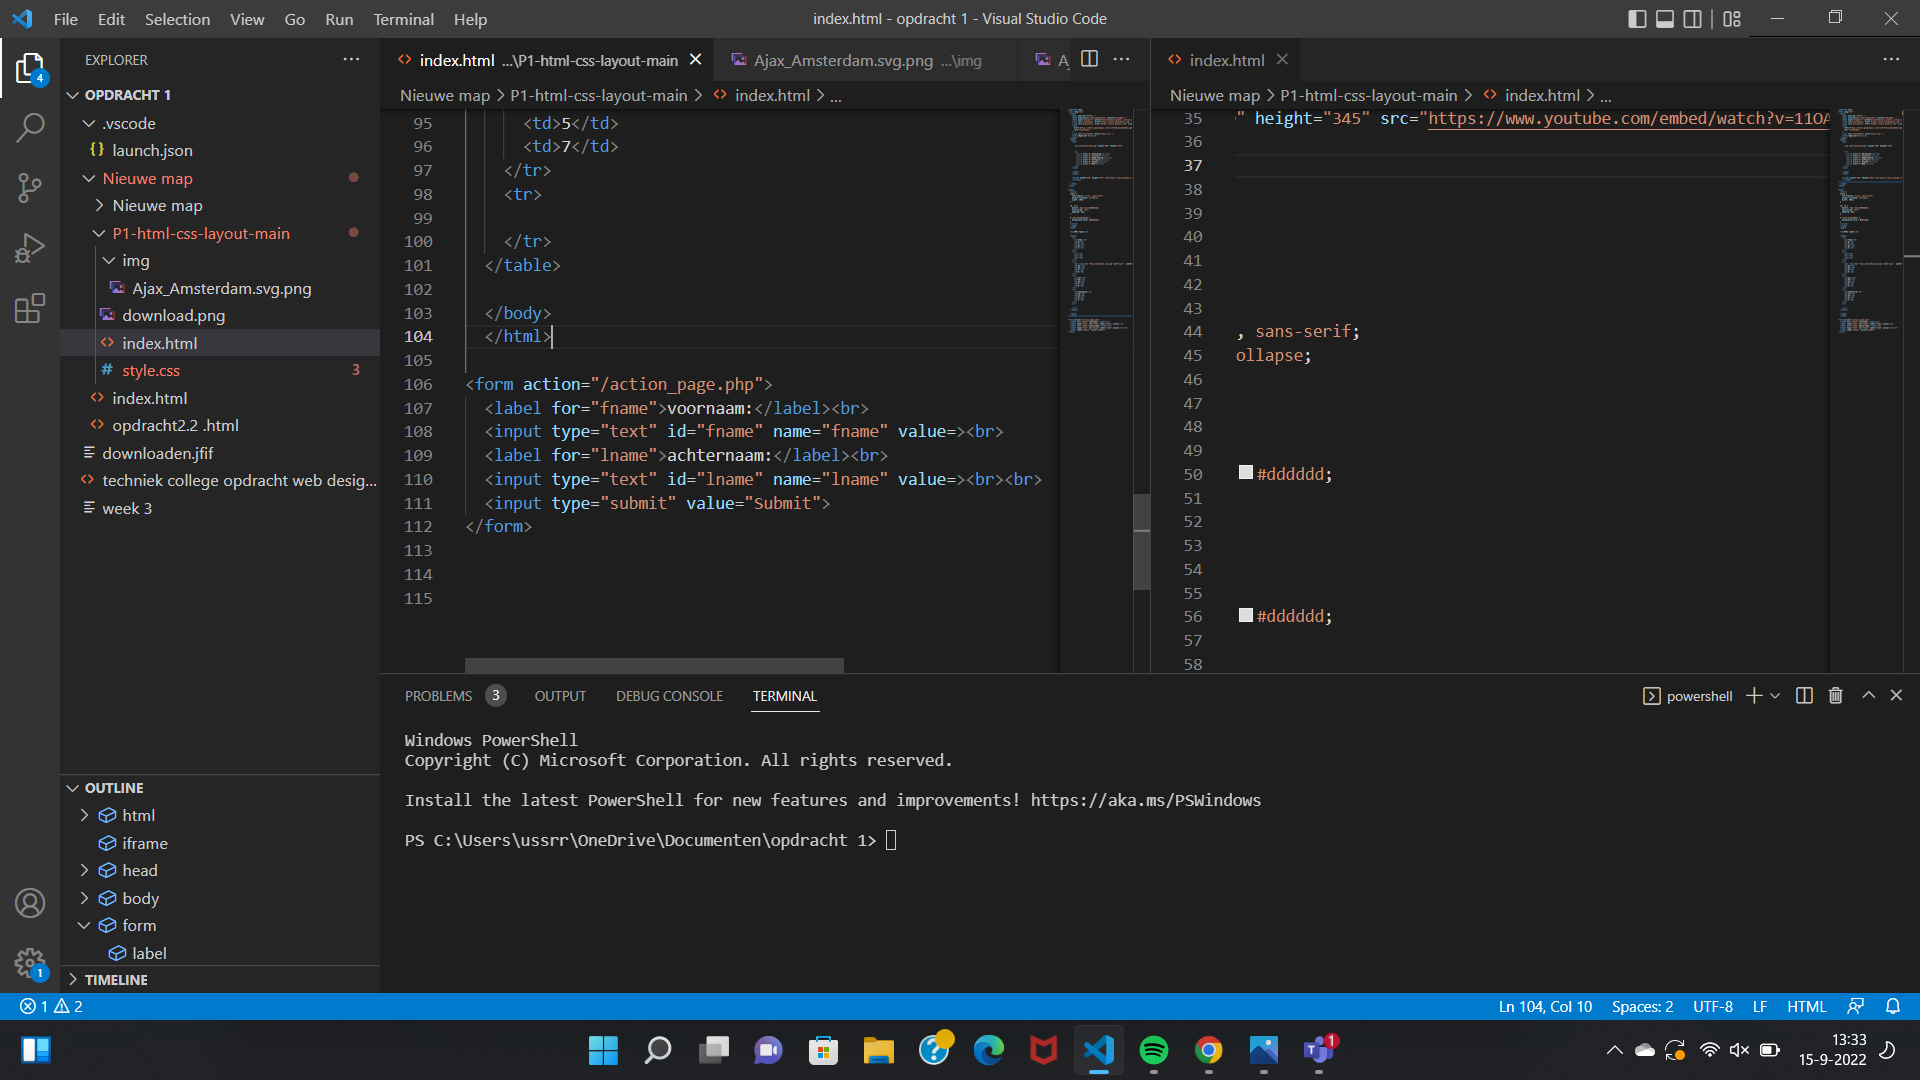 File Edit Selection View Go Run Terminal Help
index.html - opdracht 1 - Visual Studio Code
4
EXPLORER
OPDRACHT 1
.vscode
launch.json
Nieuwe map
Nieuwe map
P1-html-css-layout-main
img
Ajax_Amsterdam.svg.png
download.png
index.html
style.css 3
index.html
opdracht2.2 .html
downloaden.jfif
techniek college opdracht web desig...
week 3
OUTLINE
html
iframe
head
body
form
label
TIMELINE
1
index.html ...\P1-html-css-layout-main
Ajax_Amsterdam.svg.png ...\img
Nieuwe map > P1-html-css-layout-main > index.html > ...
95 <td>5</td>
96 <td>7</td>
97 </tr>
98 <tr>
99
100 </tr>
101 </table>
102
103 </body>
104 </html>
105
106 <form action="/action_page.php">
107 <label for="fname">voornaam:</label><br>
108 <input type="text" id="fname" name="fname" value=><br>
109 <label for="lname">achternaam:</label><br>
110 <input type="text" id="lname" name="lname" value=><br><br>
111 <input type="submit" value="Submit">
112 </form>
113
114
115
index.html
Nieuwe map > P1-html-css-layout-main > index.html > ...
35 " height="345" src="https://www.youtube.com/embed/watch?v=11OA
36
37
38
39
40
41
42
43
44 , sans-serif;
45 ollapse;
46
47
48
49
50 #dddddd;
51
52
53
54
55
56 #dddddd;
57
58
PROBLEMS 3 OUTPUT DEBUG CONSOLE TERMINAL
powershell
Windows PowerShell
Copyright (C) Microsoft Corporation. All rights reserved.
Install the latest PowerShell for new features and improvements! https://aka.ms/PSWindows
PS C:\Users\ussrr\OneDrive\Documenten\opdracht 1>
1 2
Ln 104, Col 10 Spaces: 2 UTF-8 LF HTML
1
13:33
15-9-2022